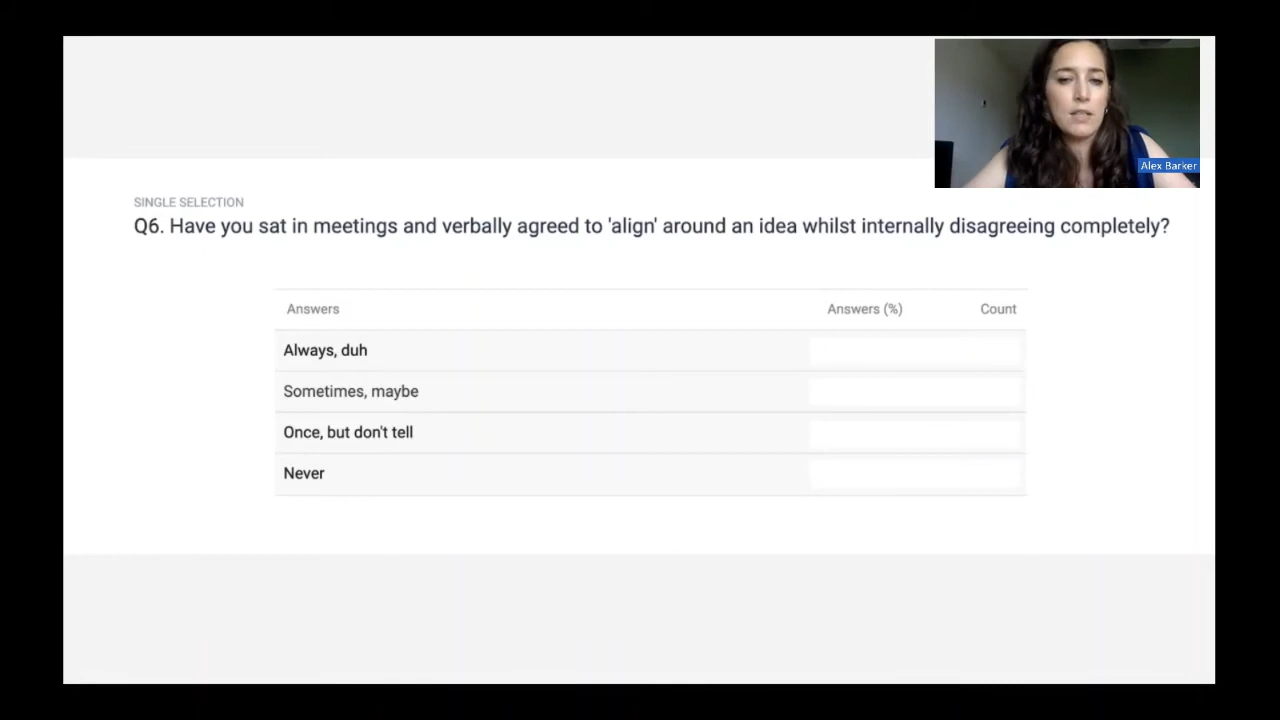 Alex Barker
SINGLE SELECTION
Q6. Have you sat in meetings and verbally agreed to 'align' around an idea whilst internally disagreeing completely?
Answers Answers (%) Count
Always, duh
Sometimes, maybe
Once, but don't tell
Never